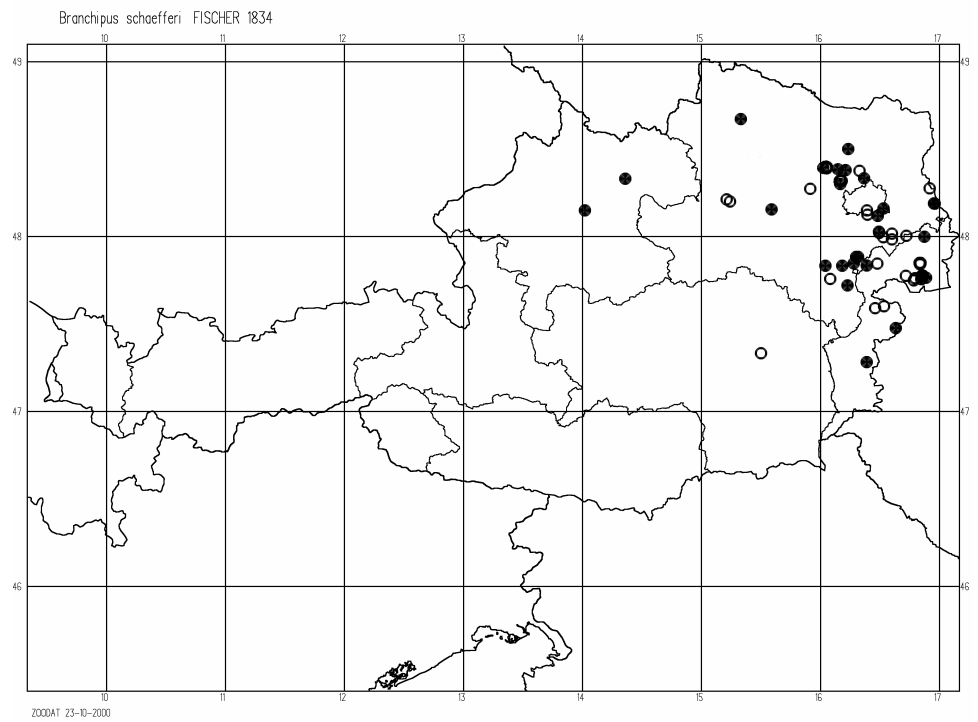 Branchipus schaefferi FISCHER 1834
10 11 12 13 14 15 16 17
49 49
48 48
47 47
46 46
10 11 12 13 14 15 16 17
ZOODAT 23-10-2000